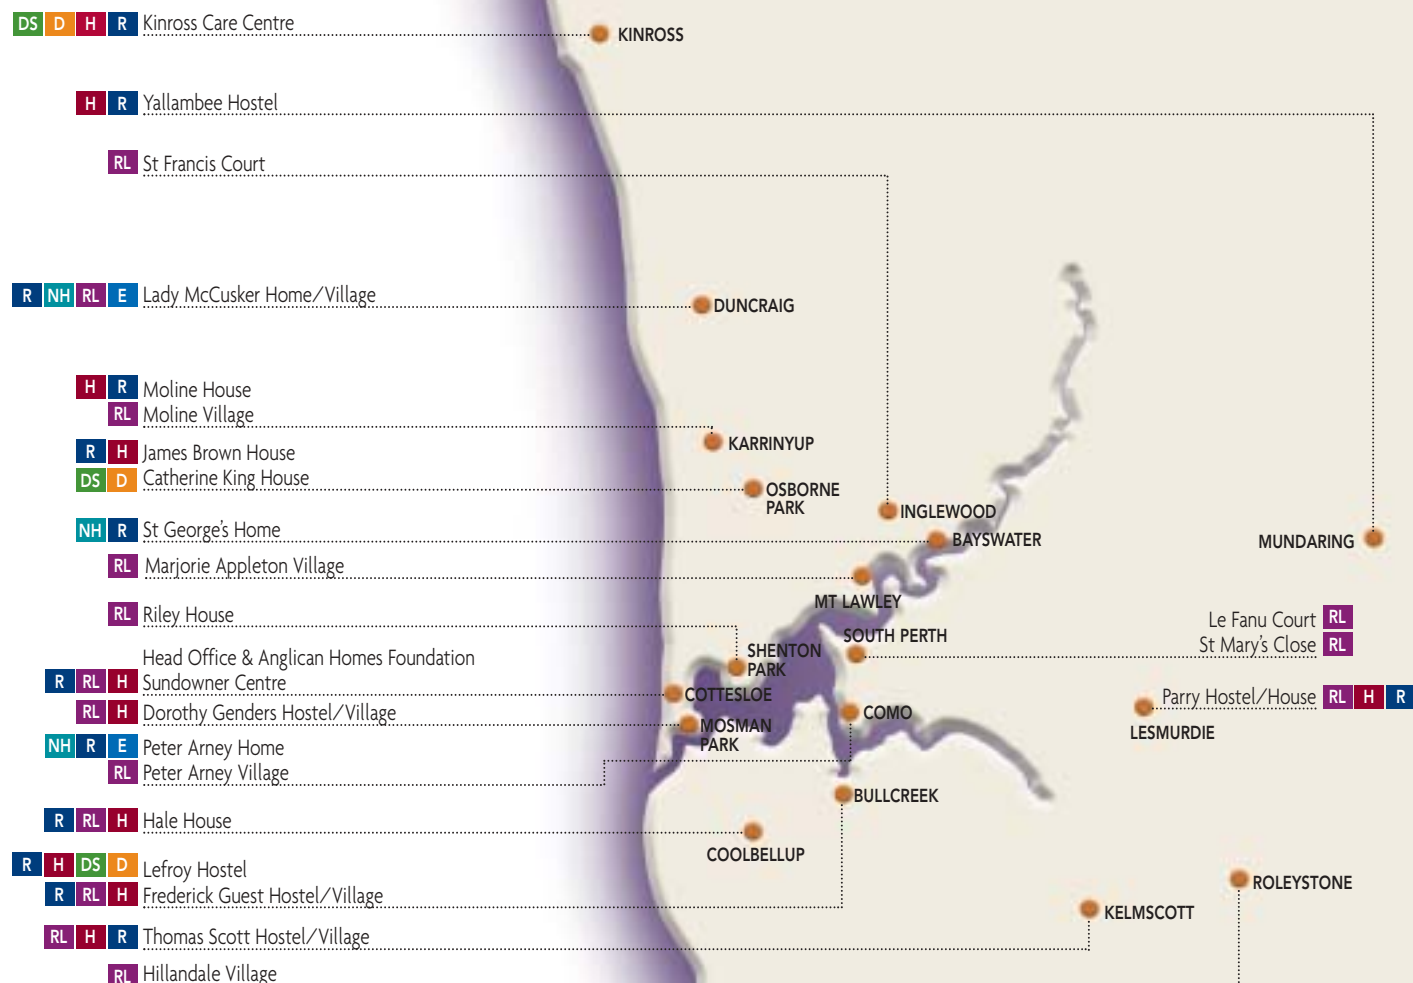 DS D H R Kinross Care Centre
KINROSS
H R Yallambee Hostel
RL St Francis Court
R NH RL E Lady McCusker Home/Village
DUNCRAIG
H R Moline House
RL Moline Village
KARRINYUP
R H James Brown House
DS D Catherine King House
OSBORNE
PARK
INGLEWOOD
NH R St George's Home
BAYSWATER
MUNDARING
RL Marjorie Appleton Village
MT LAWLEY
RL Riley House
Le Fanu Court RL
SOUTH PERTH
St Mary's Close RL
SHENTON
PARK
Head Office & Anglican Homes Foundation
R RL H Sundowner Centre
COTTESLOE
Parry Hostel/House RL H R
LESMURDIE
RL H Dorothy Genders Hostel/Village
COMO
MOSMAN
PARK
NH R E Peter Arney Home
RL Peter Arney Village
BULLCREEK
R RL H Hale House
COOLBELLUP
R H DS D Lefroy Hostel
R RL H Frederick Guest Hostel/Village
ROLEYSTONE
KELMSCOTT
RL H R Thomas Scott Hostel/Village
RL Hillandale Village